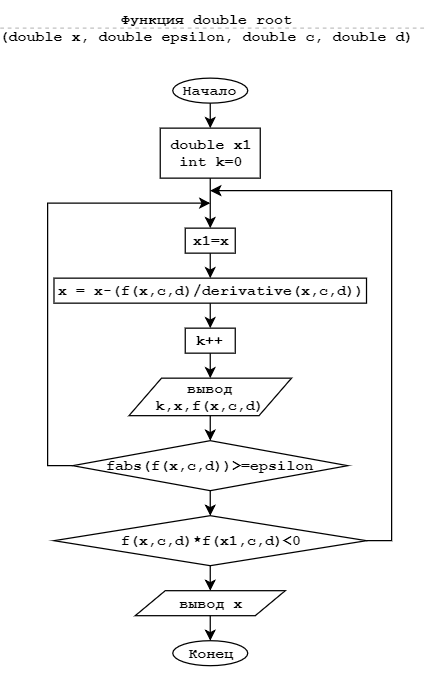 Функция double root
(double x, double epsilon, double c, double d)
Начало
double x1
int k=0
x1=x
x = x-(f(x,c,d)/derivative(x,c,d))
k++
вывод
k,x,f(x,c,d)
fabs(f(x,c,d))>=epsilon
f(x,c,d)*f(x1,c,d)<0
вывод x
Конец